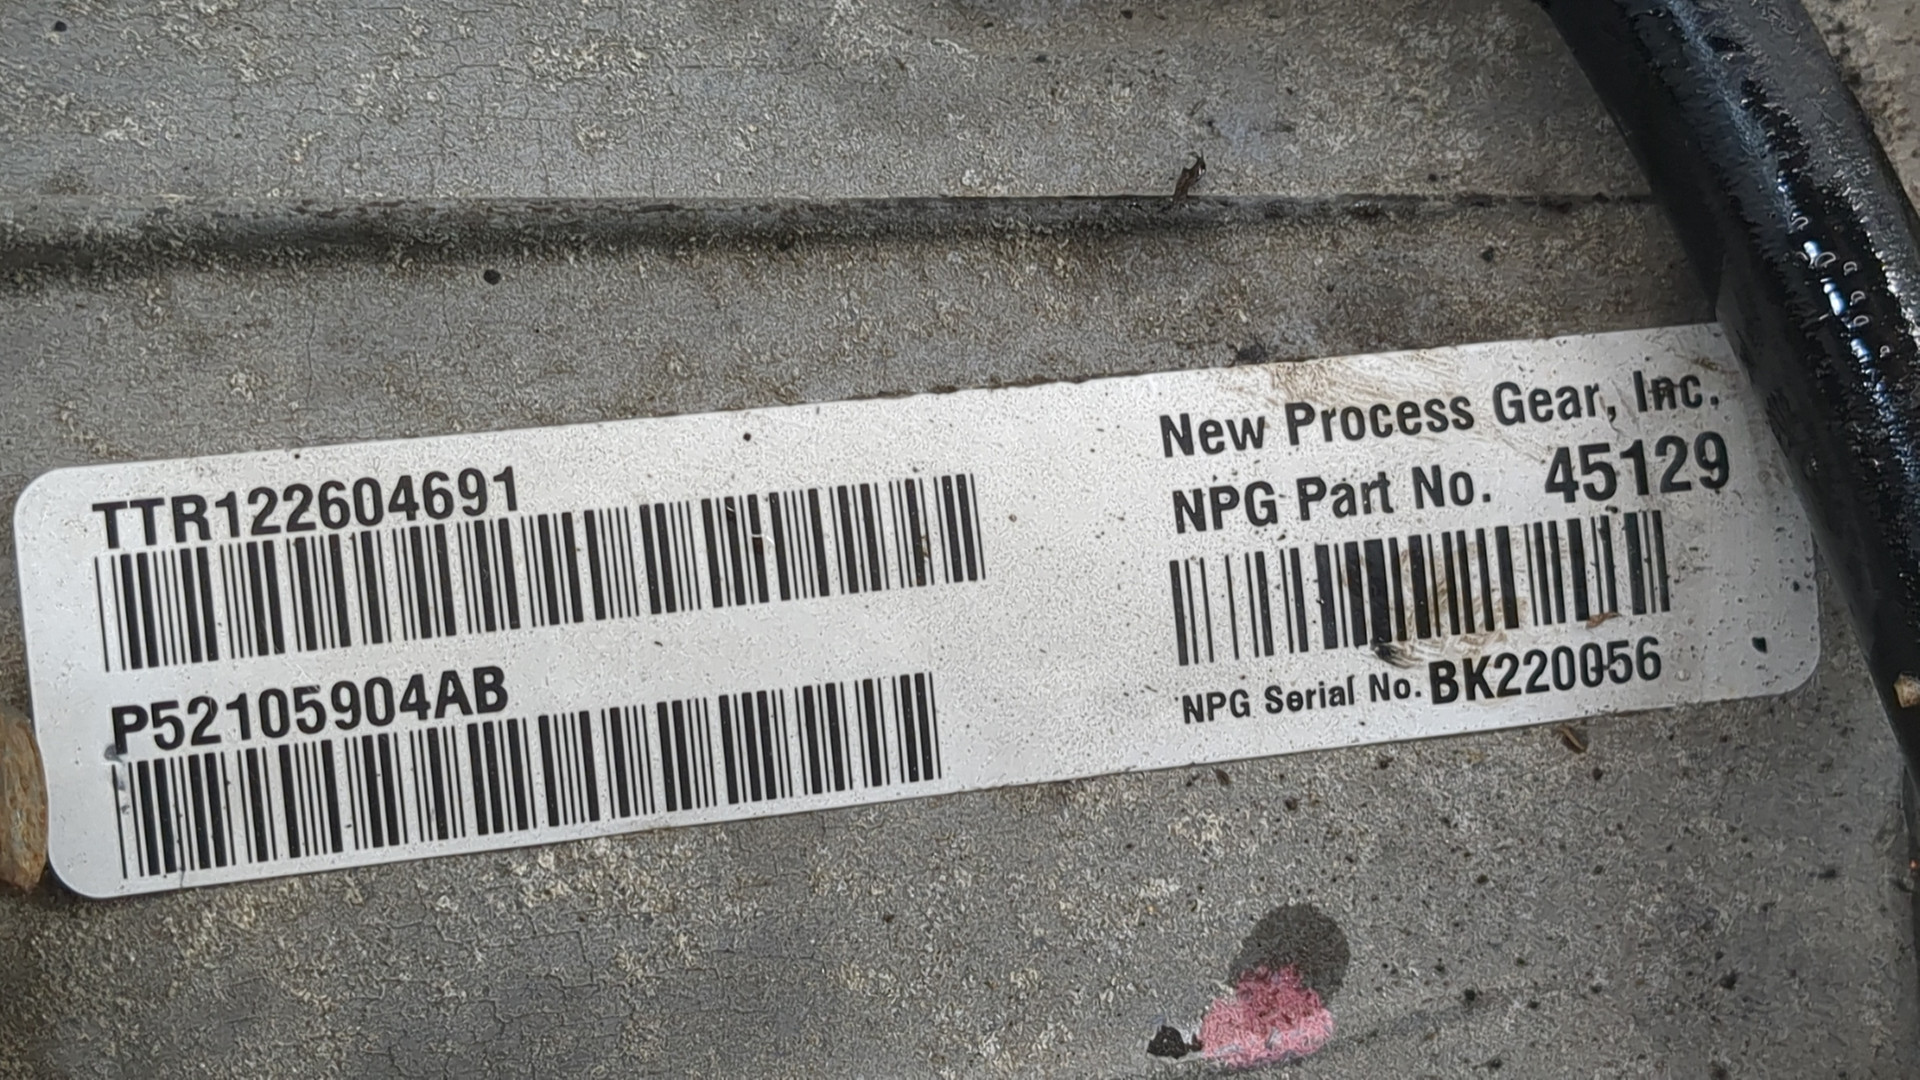 TTR122604691
P52105904AB
New Process Gear, Inc.
NPG Part No. 45129
NPG Serial No. BK220056